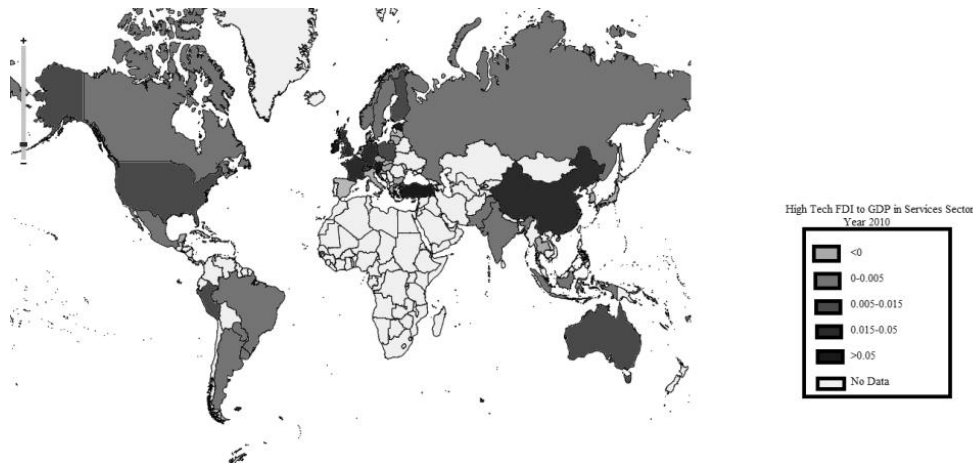 +
−
High Tech FDI to GDP in Services Sector
Year 2010
<0
0-0.005
0.005-0.015
0.015-0.05
>0.05
No Data